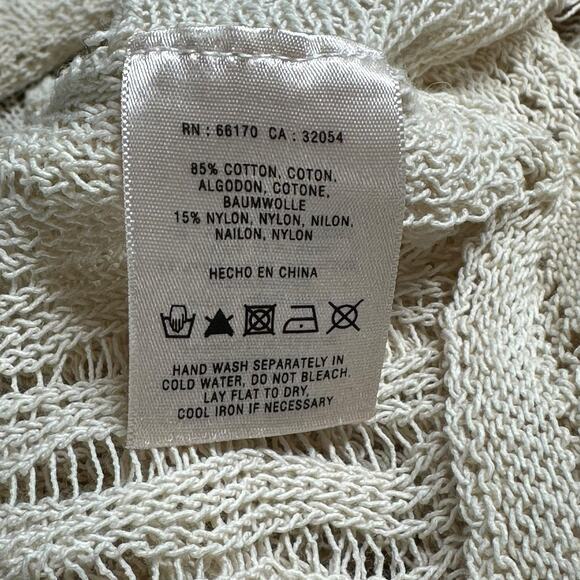 RN : 66170 CA : 32054
85% COTTON, COTON,
ALGODON, COTONE,
BAUMWOLLE
15% NYLON, NYLON, NILON,
NAILON, NYLON
HECHO EN CHINA
HAND WASH SEPARATELY IN
COLD WATER, DO NOT BLEACH.
LAY FLAT TO DRY,
COOL IRON IF NECESSARY